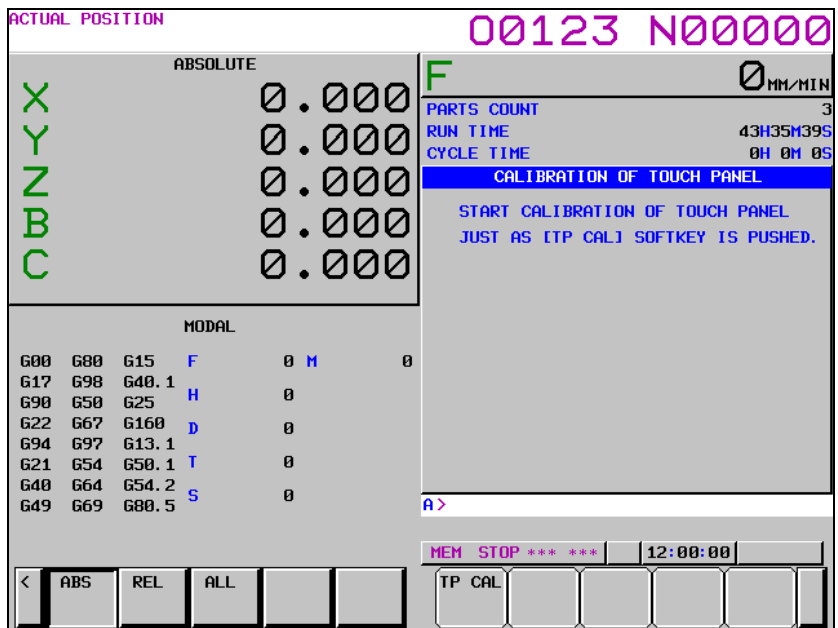 ACTUAL POSITION
O0123 N00000
ABSOLUTE
X 0.000
Y 0.000
Z 0.000
B 0.000
C 0.000
F 0 MM/MIN
PARTS COUNT 3
RUN TIME 43H35M39S
CYCLE TIME 0H 0M 0S
CALIBRATION OF TOUCH PANEL
START CALIBRATION OF TOUCH PANEL
JUST AS [TP CAL] SOFTKEY IS PUSHED.
MODAL
G00 G80 G15 F 0 M 0
G17 G98 G40.1
H 0
G90 G50 G25
G22 G67 G160
D 0
G94 G97 G13.1
G21 G54 G50.1 T 0
G40 G64 G54.2
S 0
G49 G69 G80.5
A>
MEM STOP *** *** 12:00:00
< ABS REL ALL
TP CAL